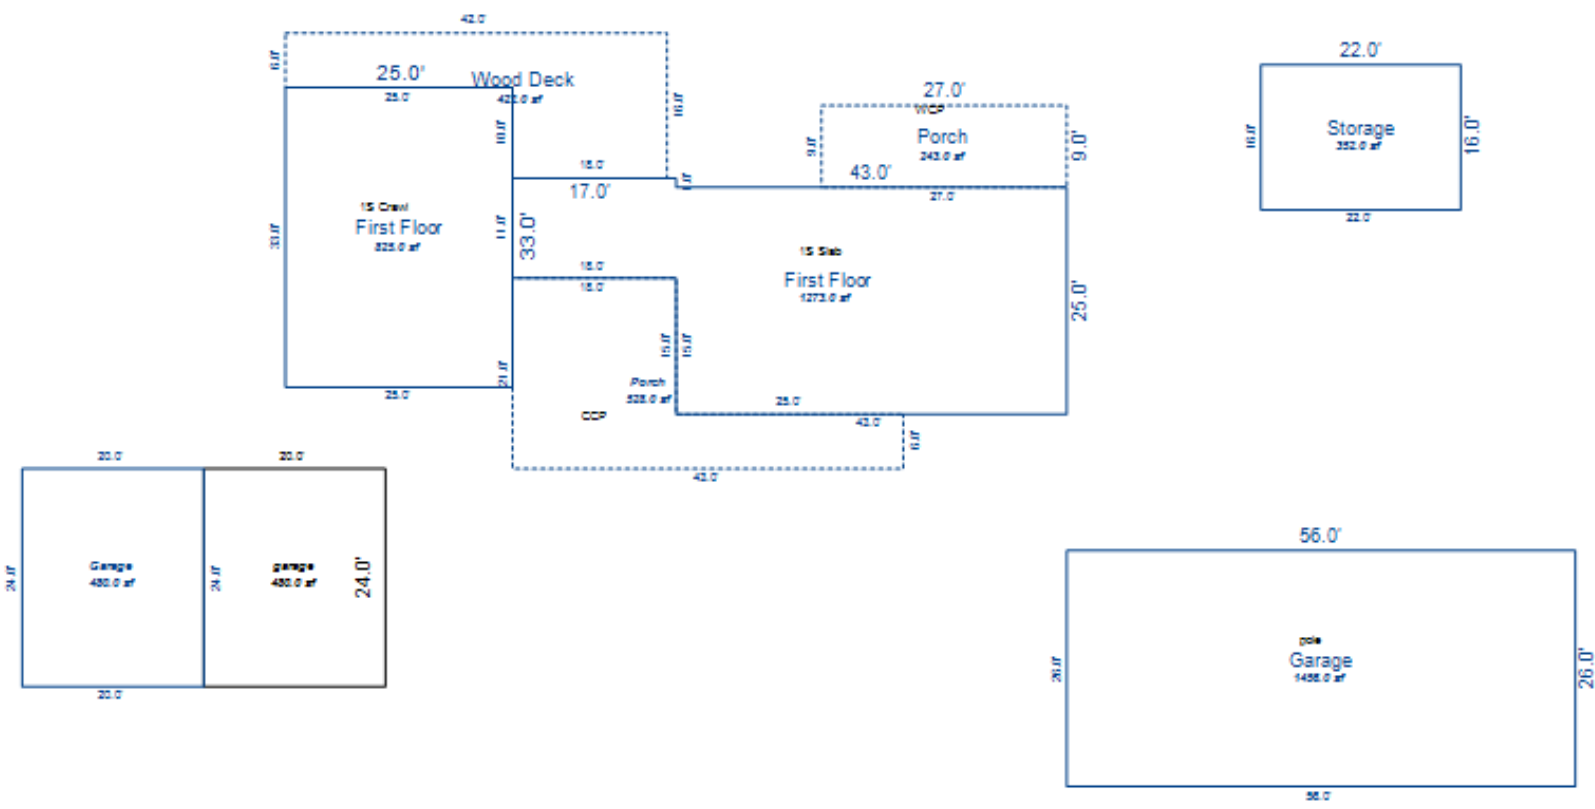 42.0'
6.0'
25.0'
Wood Deck
25.0'
422.0 sf
10.0'
16.0'
18.0'
17.0'
1S Crawl
First Floor
825.0 sf
33.0'
11.0'
33.0'
25.0'
21.0'
27.0'
WCP
Porch
243.0 sf
9.0'
9.0'
43.0'
27.0'
22.0'
Storage
352.0 sf
16.0'
16.0'
22.0'
18.0'
18.0'
1S Slab
First Floor
1273.0 sf
25.0'
15.0'
15.0'
Porch
528.0 sf
CCP
25.0'
43.0'
6.0'
43.0'
20.0'
20.0'
Garage
480.0 sf
24.0'
24.0'
garage
480.0 sf
24.0'
20.0'
56.0'
pole
Garage
1456.0 sf
26.0'
26.0'
56.0'